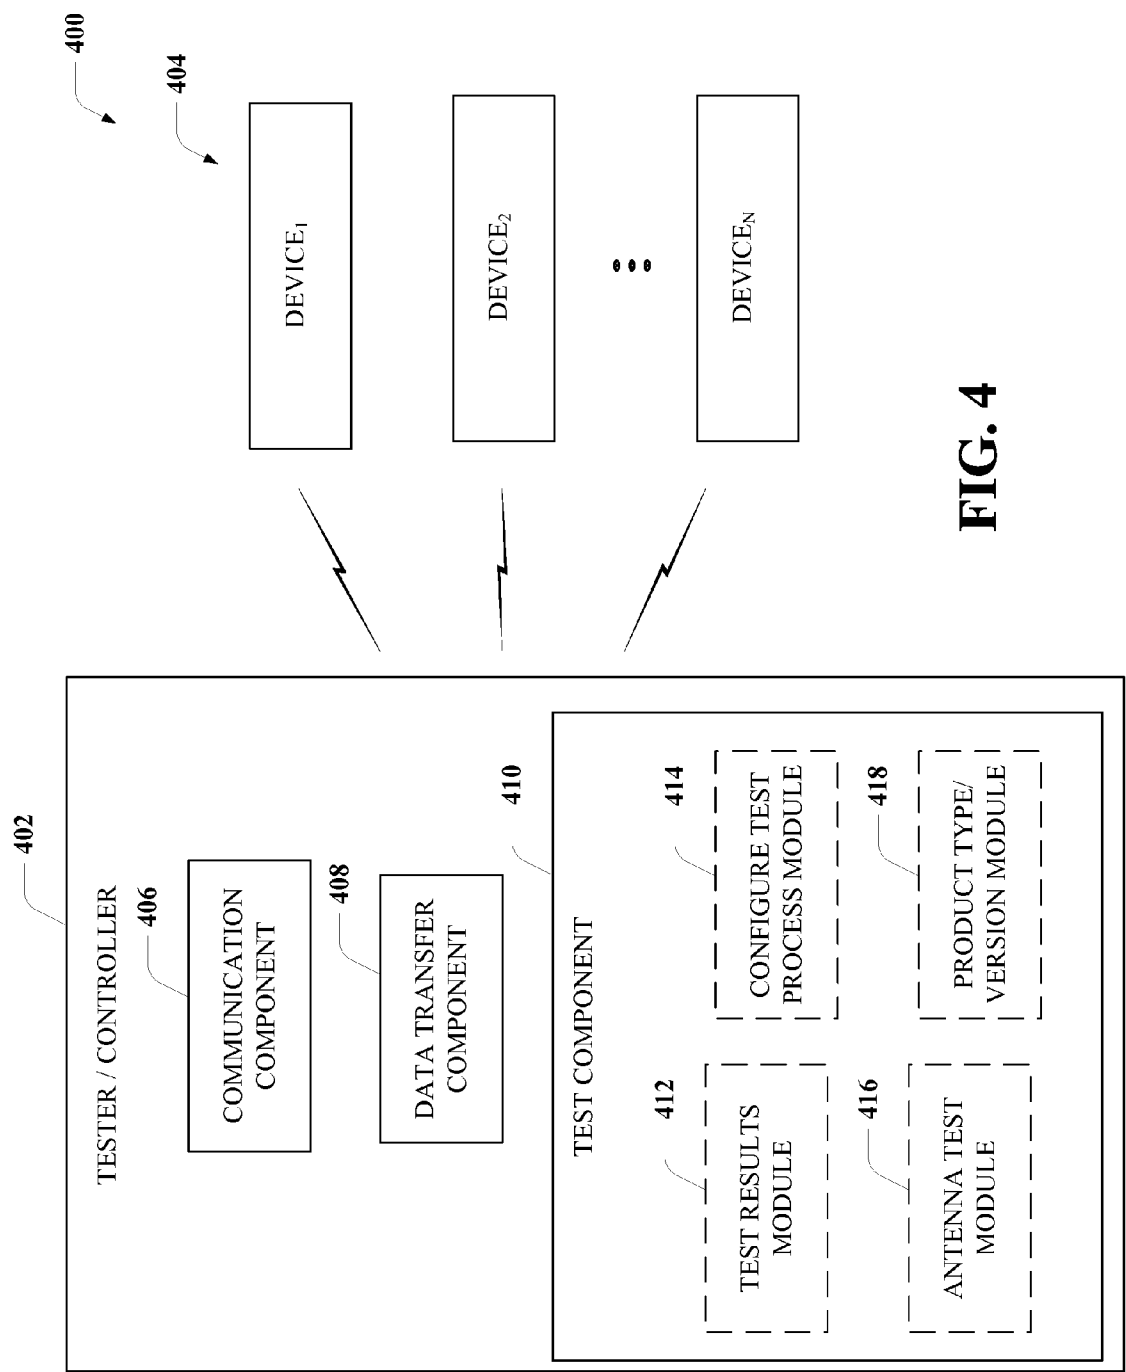 400
404
402
TESTER / CONTROLLER
406
COMMUNICATION
COMPONENT
408
DATA TRANSFER
COMPONENT
410
TEST COMPONENT
412
TEST RESULTS
MODULE
414
CONFIGURE TEST
PROCESS MODULE
416
ANTENNA TEST
MODULE
418
PRODUCT TYPE/
VERSION MODULE
DEVICE1
DEVICE2
DEVICEN
FIG. 4